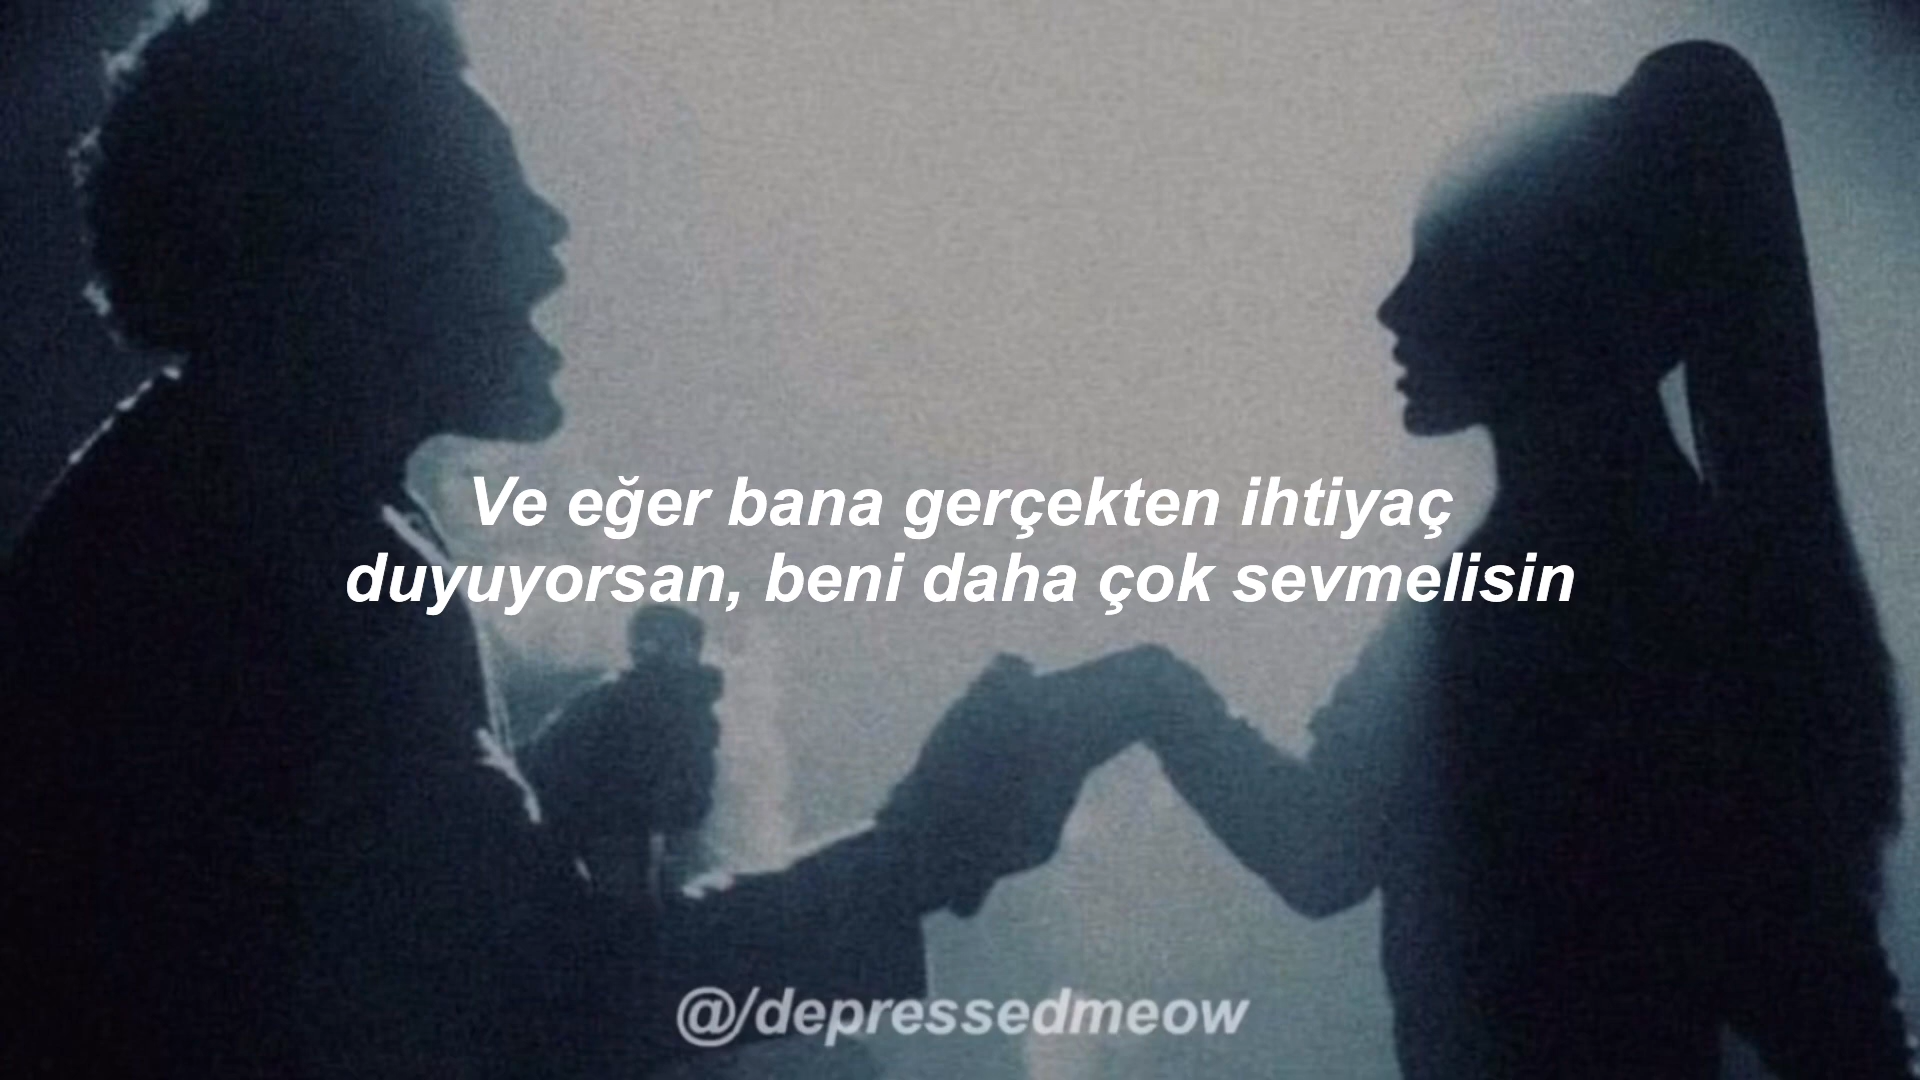 Ve eğer bana gerçekten ihtiyaç
duyuyorsan, beni daha çok sevmelisin
@/depressedmeow